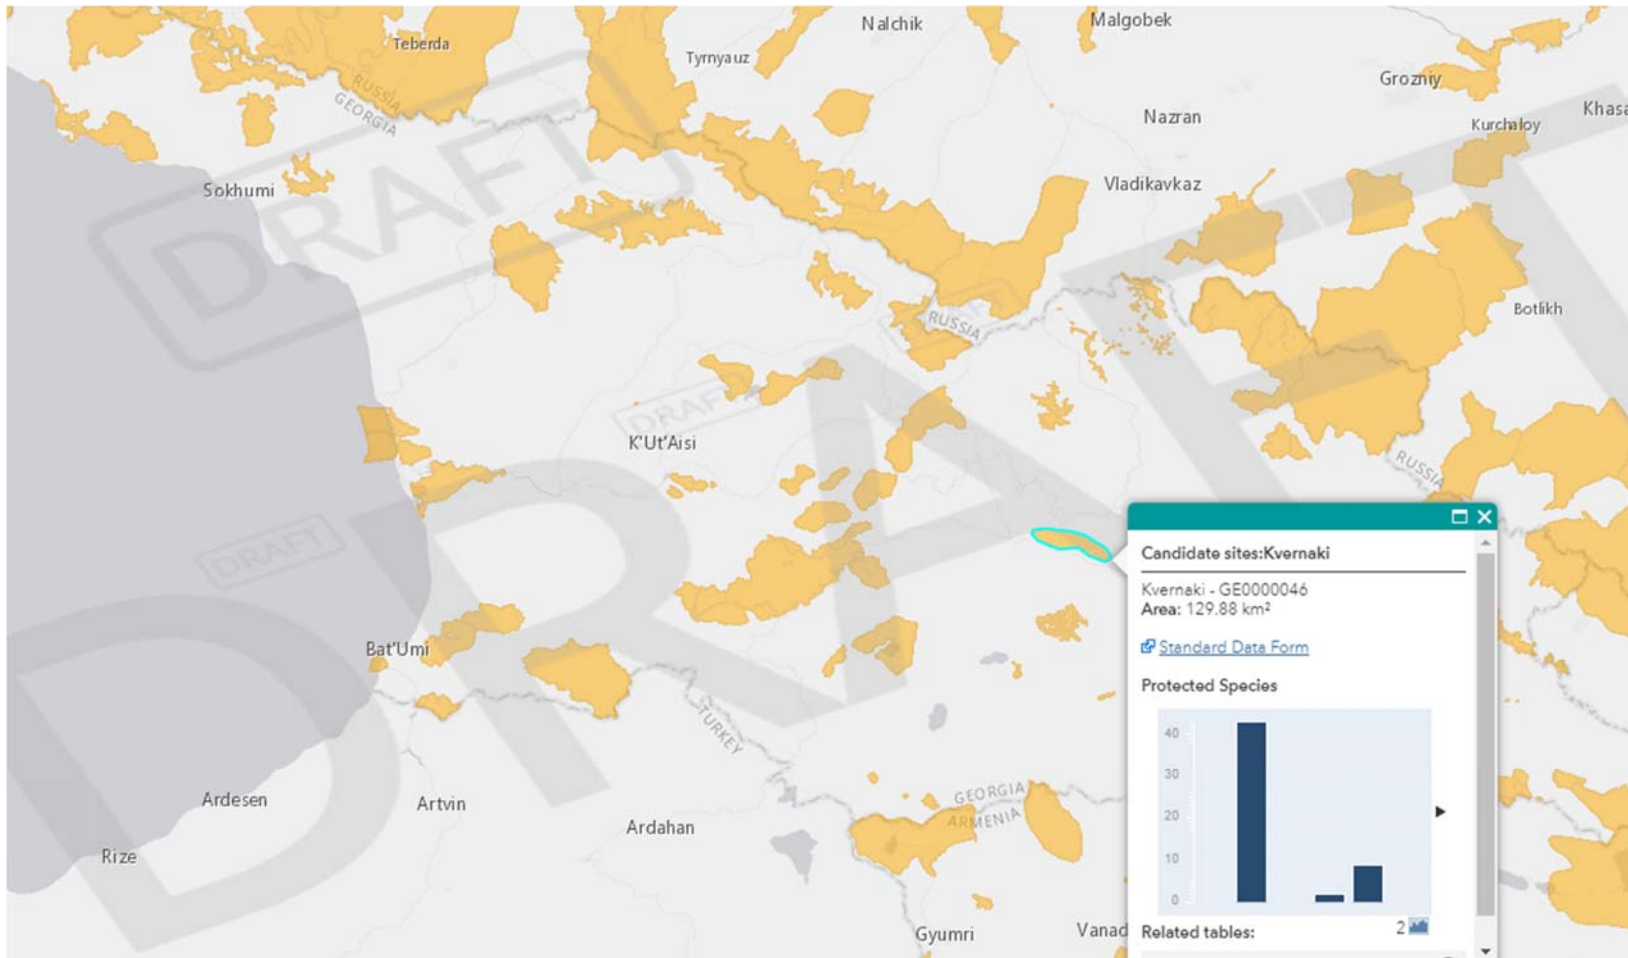 Nalchik
Malgobek
Teberda
Tyrnyauz
Grozniy
RUSSIA
GEORGIA
Nazran
Kurchaloy
Khasa
DRAFT
Sokhumi
Vladikavkaz
RUSSIA
Botlikh
DRAFT
K'Ut'Aisi
RUSSIA
DRAFT
DRAFT
Candidate sites:Kvernaki
Kvernaki - GE0000046
Area: 129.88 km²
Standard Data Form
Protected Species
40
30
20
10
0
2
Related tables:
Bat'Umi
TURKEY
Ardesen
Artvin
GEORGIA
ARMENIA
Ardahan
Rize
Gyumri
Vanad